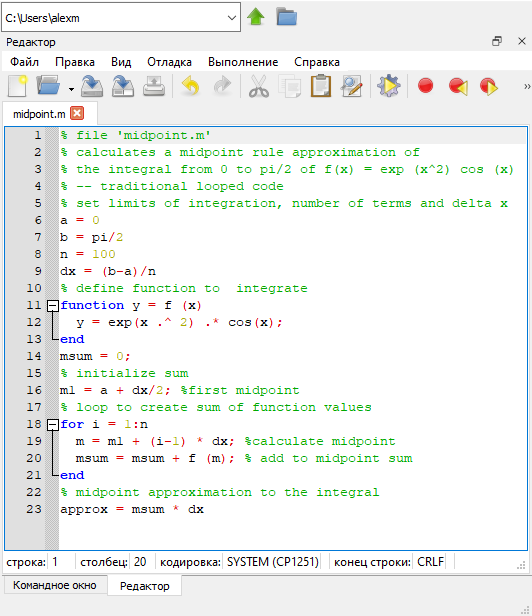 C:\Users\alexm
Редактор
Файл Правка Вид Отладка Выполнение Справка
midpoint.m
1 % file 'midpoint.m'
2 % calculates a midpoint rule approximation of
3 % the integral from 0 to pi/2 of f(x) = exp (x^2) cos (x)
4 % -- traditional looped code
5 % set limits of integration, number of terms and delta x
6 a = 0
7 b = pi/2
8 n = 100
9 dx = (b-a)/n
10 % define function to  integrate
11 function y = f (x)
12   y = exp(x .^ 2) .* cos(x);
13 end
14 msum = 0;
15 % initialize sum
16 m1 = a + dx/2; %first midpoint
17 % loop to create sum of function values
18 for i = 1:n
19   m = m1 + (i-1) * dx; %calculate midpoint
20   msum = msum + f (m); % add to midpoint sum
21 end
22 % midpoint approximation to the integral
23 approx = msum * dx
строка: 1 столбец: 20 кодировка: SYSTEM (CP1251) конец строки: CRLF
Командное окно Редактор